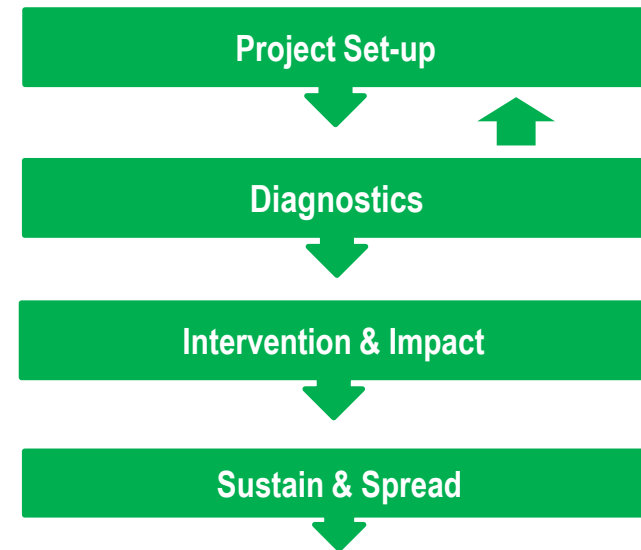 Project Set-up
Diagnostics
Intervention & Impact
Sustain & Spread